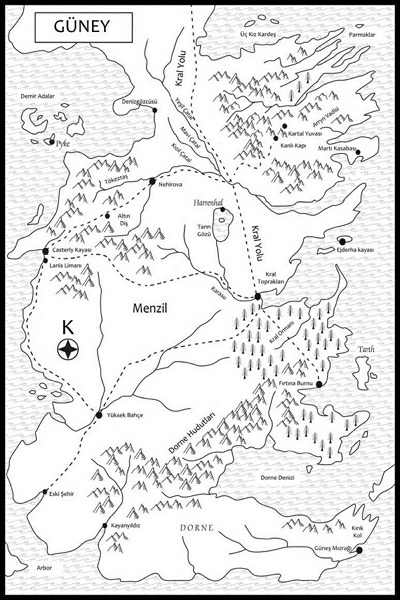 GÜNEY
Üç Kız Kardeş
Parmaklar
Kral Yolu
Demir Adalar
Denizgözcüsü
Yeşil Çatal
Mavi Çatal
Kızıl Çatal
Arryn Vadisi
Kartal Yuvası
Kanlı Kapı
Martı Kasabası
Pyke
Tökeztaş
Nehirova
Harrenhal
Altın
Diş
Tanrı
Gözü
Kral Yolu
Casterly Kayası
Lanis Limanı
Ejderha kayası
Kral
Toprakları
Karasu
Menzil
K
Kral Ormanı
Tarth
Fırtına Burnu
Yüksek Bahçe
Dorne Hudutları
Dorne Denizi
Eski Şehir
Kayanyıldız
DORNE
Kırık
Kol
Güneş Mızrağı
Arbor